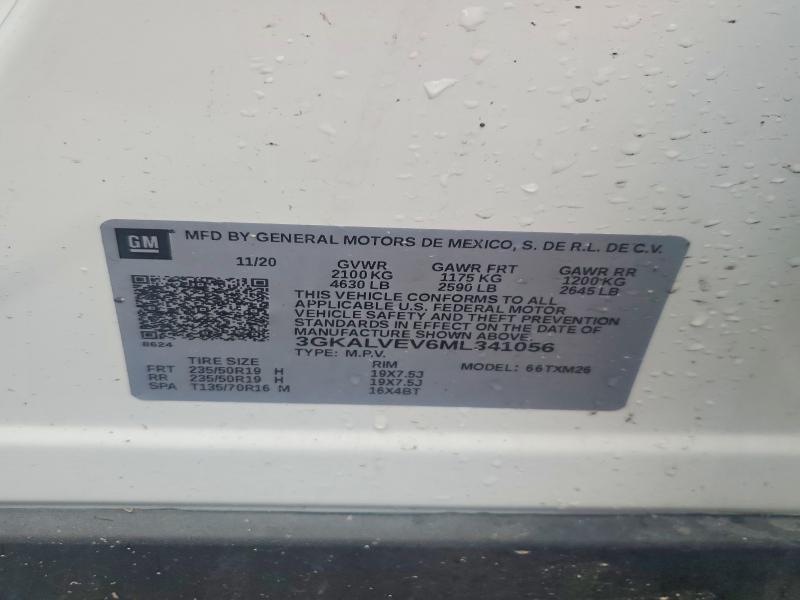 GM
MFD BY GENERAL MOTORS DE MEXICO, S. DE R.L. DE C.V.
11/20 GVWR GAWR FRT GAWR RR
2100 KG 1175 KG 1200 KG
4630 LB 2590 LB 2645 LB
THIS VEHICLE CONFORMS TO ALL
APPLICABLE U.S. FEDERAL MOTOR
VEHICLE SAFETY AND THEFT PREVENTION
STANDARDS IN EFFECT ON THE DATE OF
MANUFACTURE SHOWN ABOVE.
8624 3GKALVEV6ML341056
TYPE: M.P.V. MODEL: 66TXM26
TIRE SIZE RIM
FRT 235/50R19 H 19X7.5J
RR 235/50R19 H 19X7.5J
SPA T135/70R16 M 16X4BT